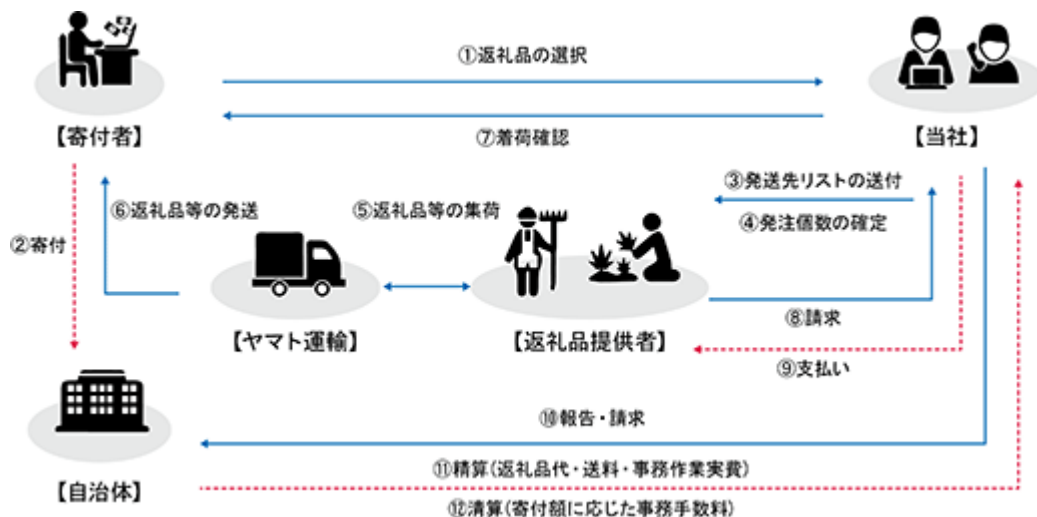 ①返礼品の選択
【寄付者】
【当社】
⑦着荷確認
③発送先リストの送付
⑥返礼品等の発送
⑤返礼品等の集荷
④発注個数の確定
②寄付
⑧請求
【ヤマト運輸】
【返礼品提供者】
⑨支払い
⑩報告・請求
⑪精算(返礼品代・送料・事務作業実費)
【自治体】
⑫清算(寄付額に応じた事務手数料)